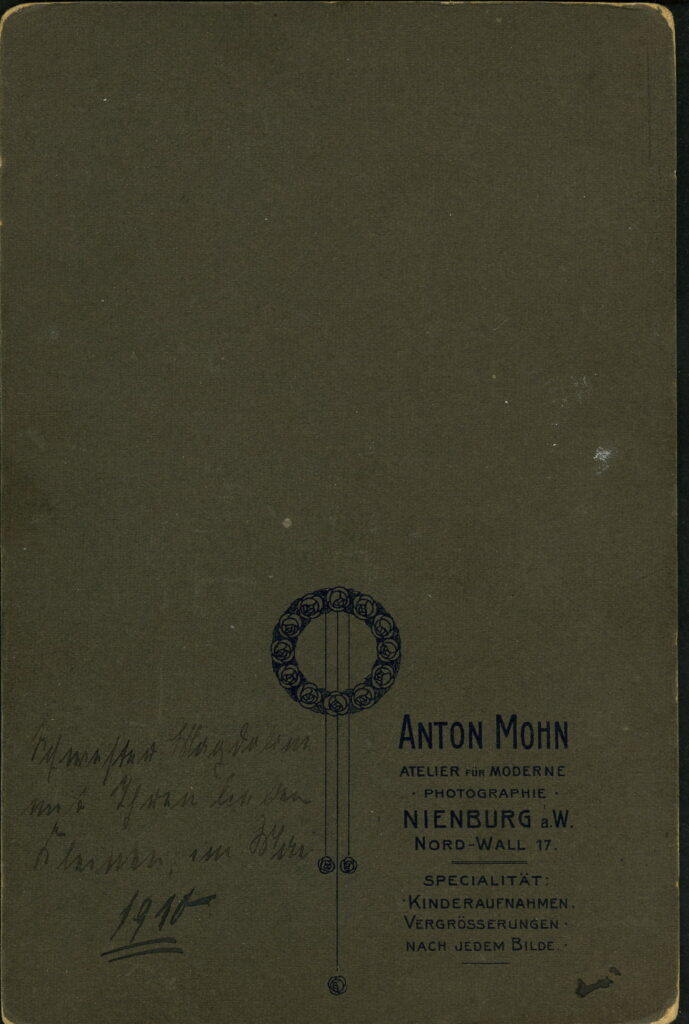 Schwester Magdalene
mit Ihren lieben
Kleinen, im Mai
1910
ANTON MOHN
ATELIER FÜR MODERNE
· PHOTOGRAPHIE ·
NIENBURG a.W.
NORD-WALL 17.
SPECIALITÄT:
·KINDERAUFNAHMEN.
VERGRÖSSERUNGEN·
NACH JEDEM BILDE.·